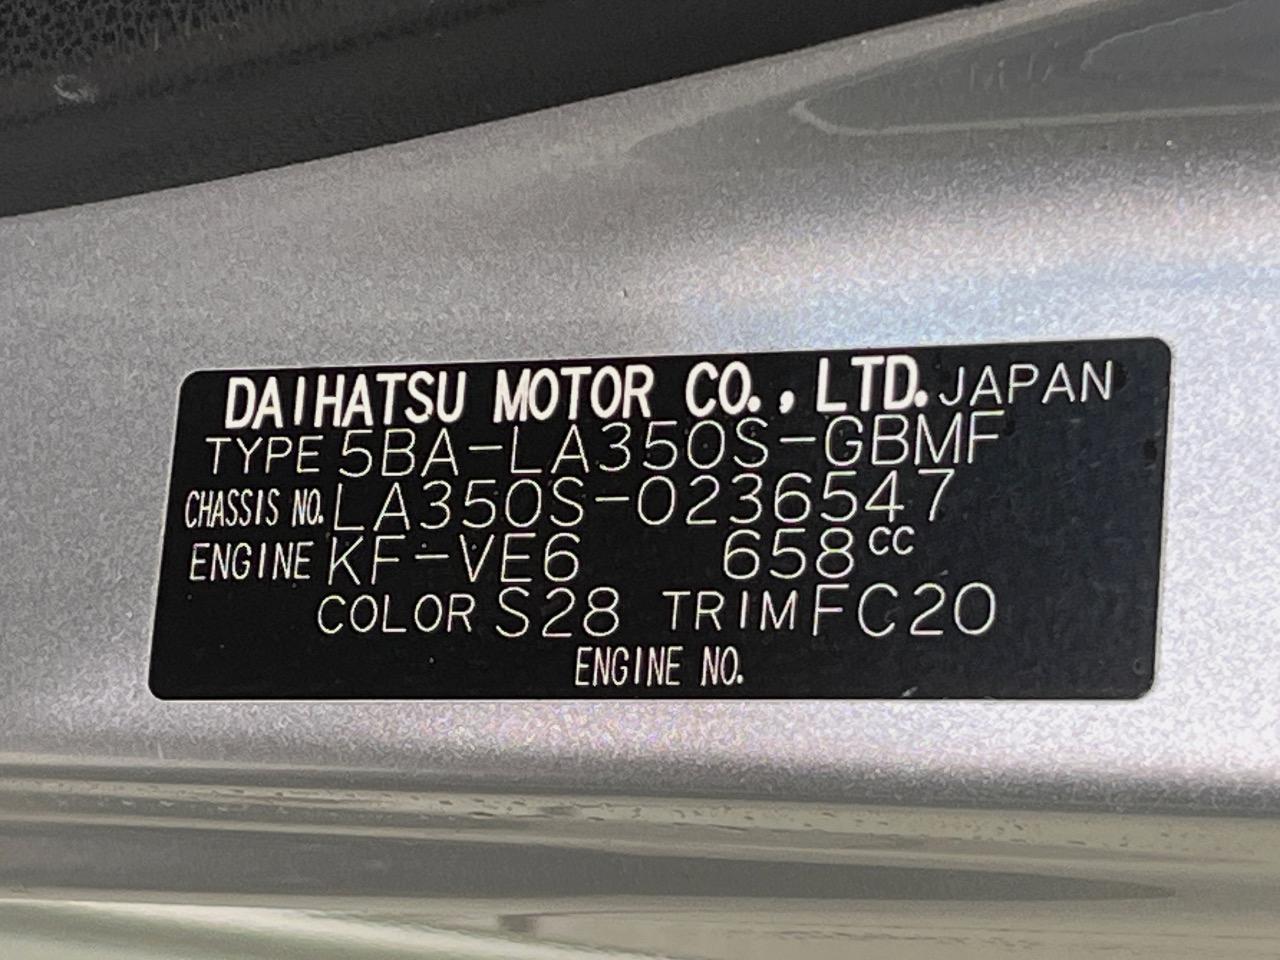 DAIHATSU MOTOR CO., LTD. JAPAN
TYPE 5BA-LA350S-GBMF
CHASSIS NO. LA350S-0236547
ENGINE KF-VE6 658cc
COLOR S28 TRIM FC20
ENGINE NO.